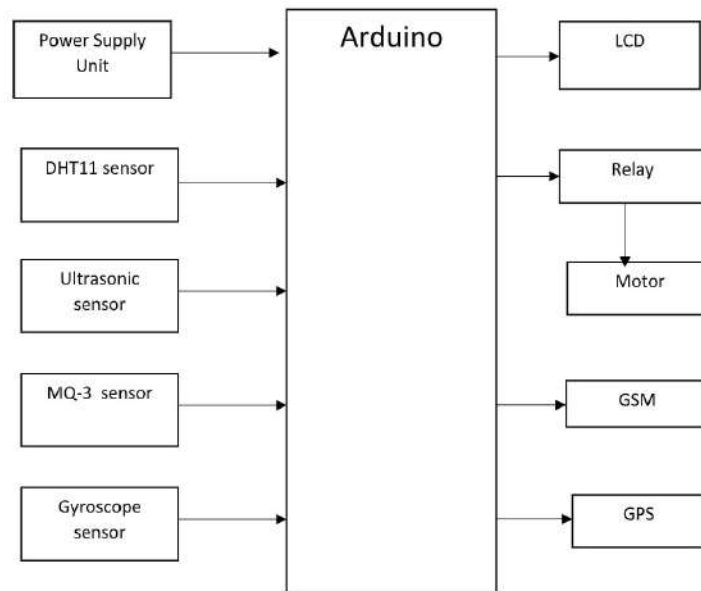 Power Supply
Unit
Arduino
LCD
DHT11 sensor
Relay
Ultrasonic
sensor
Motor
MQ-3 sensor
GSM
Gyroscope
sensor
GPS